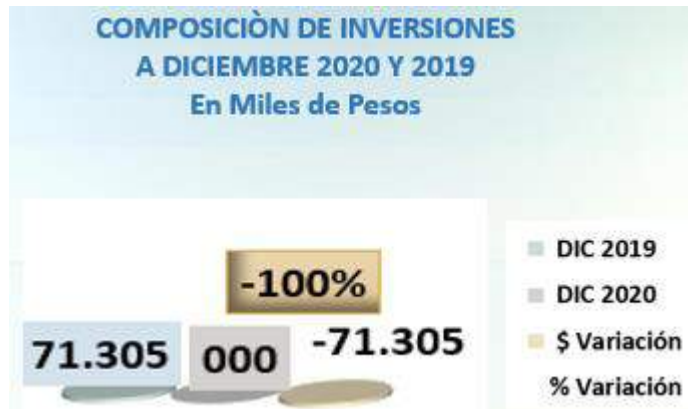 COMPOSICIÒN DE INVERSIONES
A DICIEMBRE 2020 Y 2019
En Miles de Pesos
-100%
71.305 000 -71.305
DIC 2019
DIC 2020
$ Variación
% Variación